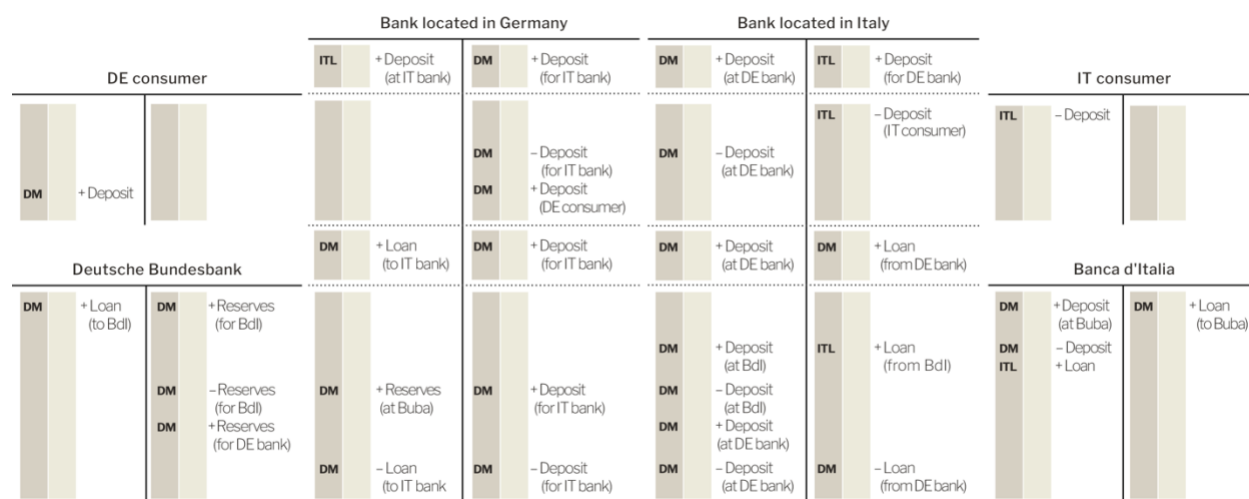 Bank located in Germany
Bank located in Italy
DE consumer
IT consumer
ITL + Deposit
(at IT bank)
DM + Deposit
(for IT bank)
DM + Deposit
(at DE bank)
ITL + Deposit
(for DE bank)
DM + Deposit
DM – Deposit
(for IT bank)
DM + Deposit
(DE consumer)
DM – Deposit
(at DE bank)
ITL – Deposit
(IT consumer)
ITL – Deposit
DM + Loan
(to IT bank)
DM + Deposit
(for IT bank)
DM + Deposit
(at DE bank)
DM + Loan
(from DE bank)
Deutsche Bundesbank
Banca d'Italia
DM + Loan
(to BdI)
DM + Reserves
(for BdI)
DM – Reserves
(for BdI)
DM + Reserves
(for DE bank)
DM + Reserves
(at Buba)
DM – Loan
(to IT bank
DM + Deposit
(for IT bank)
DM – Deposit
(for IT bank)
DM + Deposit
(at BdI)
DM – Deposit
(at BdI)
DM + Deposit
(at DE bank)
DM – Deposit
(at DE bank)
ITL + Loan
(from BdI)
DM – Loan
(from DE bank)
DM + Deposit
(at Buba)
DM – Deposit
ITL + Loan
DM + Loan
(to Buba)